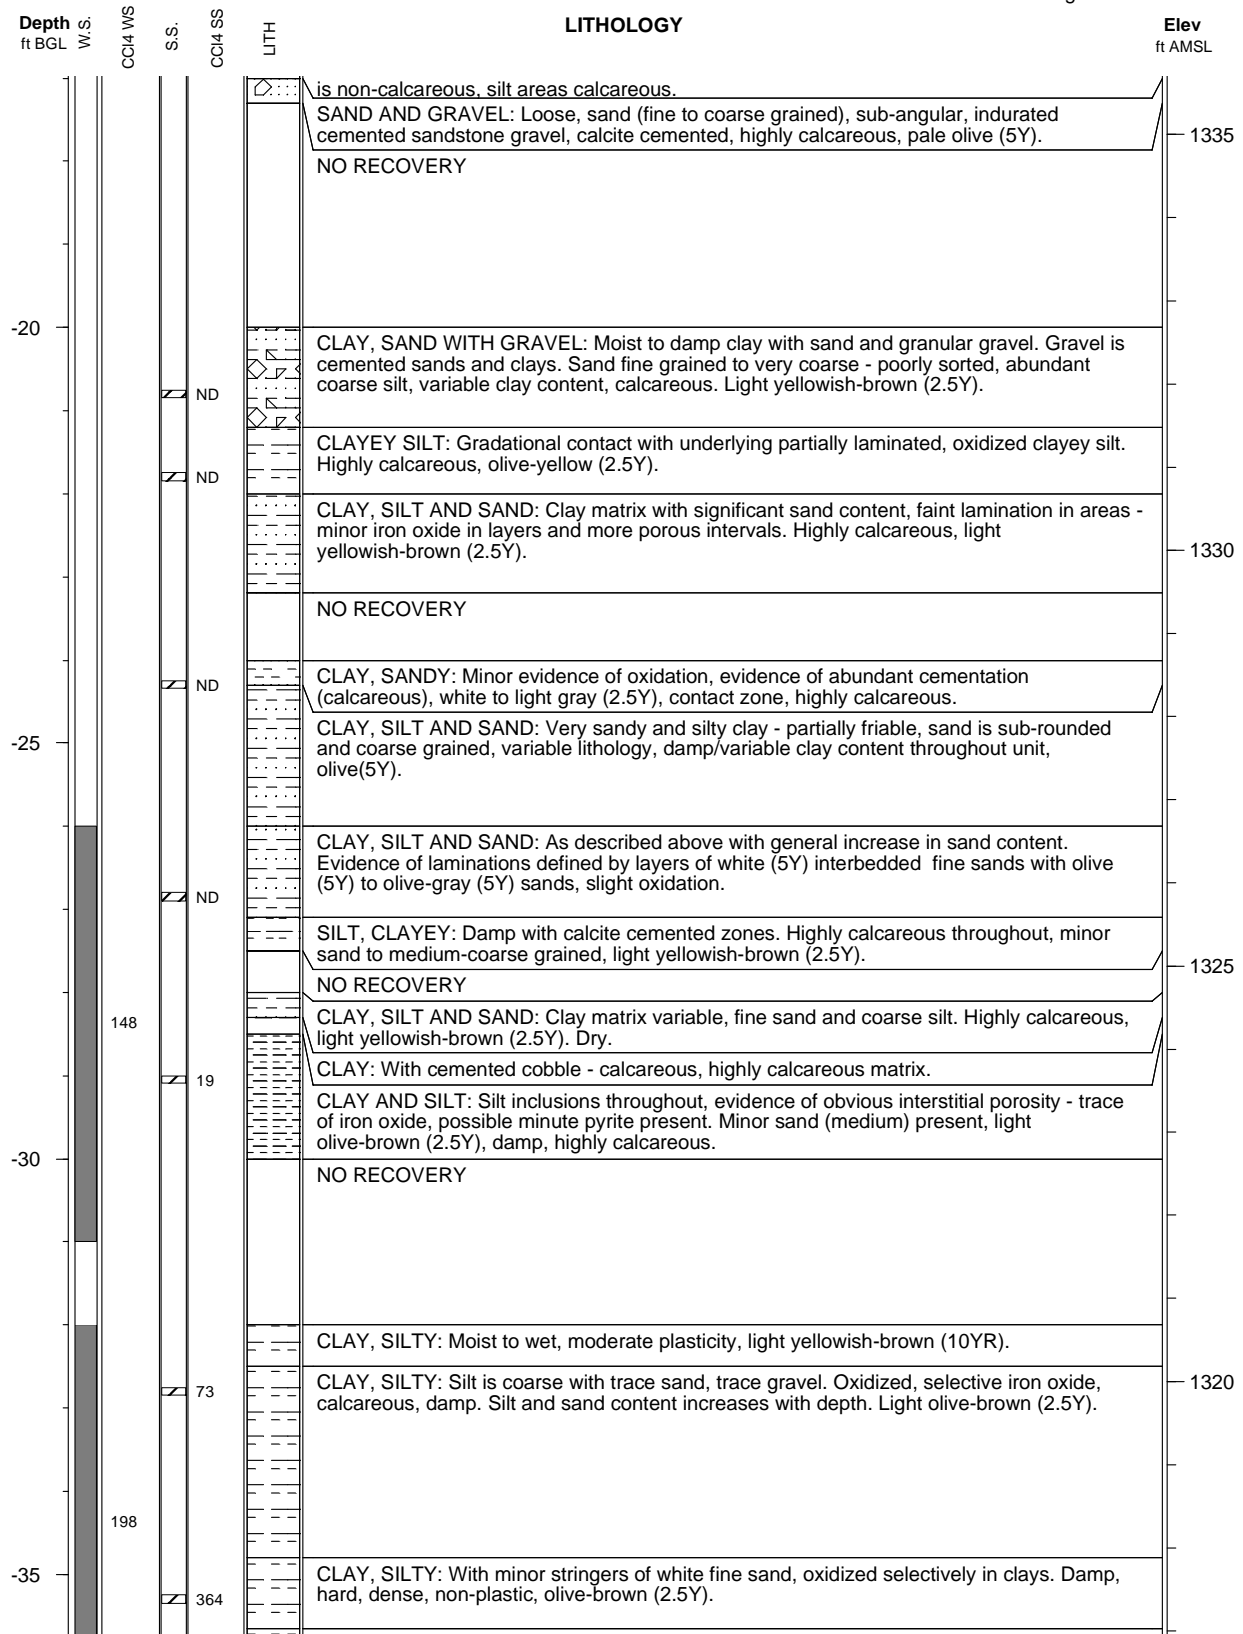 Depth
ft BGL
W.S.
CCl4 WS
S.S.
CCl4 SS
LITH
LITHOLOGY
Elev
ft AMSL
is non-calcareous, silt areas calcareous.
SAND AND GRAVEL: Loose, sand (fine to coarse grained), sub-angular, indurated
cemented sandstone gravel, calcite cemented, highly calcareous, pale olive (5Y).
1335
NO RECOVERY
-20
CLAY, SAND WITH GRAVEL: Moist to damp clay with sand and granular gravel. Gravel is
cemented sands and clays. Sand fine grained to very coarse - poorly sorted, abundant
coarse silt, variable clay content, calcareous. Light yellowish-brown (2.5Y).
ND
CLAYEY SILT: Gradational contact with underlying partially laminated, oxidized clayey silt.
Highly calcareous, olive-yellow (2.5Y).
ND
CLAY, SILT AND SAND: Clay matrix with significant sand content, faint lamination in areas -
minor iron oxide in layers and more porous intervals. Highly calcareous, light
yellowish-brown (2.5Y).
1330
NO RECOVERY
CLAY, SANDY: Minor evidence of oxidation, evidence of abundant cementation
(calcareous), white to light gray (2.5Y), contact zone, highly calcareous.
ND
CLAY, SILT AND SAND: Very sandy and silty clay - partially friable, sand is sub-rounded
and coarse grained, variable lithology, damp/variable clay content throughout unit,
olive(5Y).
-25
CLAY, SILT AND SAND: As described above with general increase in sand content.
Evidence of laminations defined by layers of white (5Y) interbedded  fine sands with olive
(5Y) to olive-gray (5Y) sands, slight oxidation.
ND
SILT, CLAYEY: Damp with calcite cemented zones. Highly calcareous throughout, minor
sand to medium-coarse grained, light yellowish-brown (2.5Y).
1325
NO RECOVERY
148
CLAY, SILT AND SAND: Clay matrix variable, fine sand and coarse silt. Highly calcareous,
light yellowish-brown (2.5Y). Dry.
CLAY: With cemented cobble - calcareous, highly calcareous matrix.
19
CLAY AND SILT: Silt inclusions throughout, evidence of obvious interstitial porosity - trace
of iron oxide, possible minute pyrite present. Minor sand (medium) present, light
olive-brown (2.5Y), damp, highly calcareous.
-30
NO RECOVERY
CLAY, SILTY: Moist to wet, moderate plasticity, light yellowish-brown (10YR).
CLAY, SILTY: Silt is coarse with trace sand, trace gravel. Oxidized, selective iron oxide,
calcareous, damp. Silt and sand content increases with depth. Light olive-brown (2.5Y).
73
1320
198
CLAY, SILTY: With minor stringers of white fine sand, oxidized selectively in clays. Damp,
hard, dense, non-plastic, olive-brown (2.5Y).
-35
364